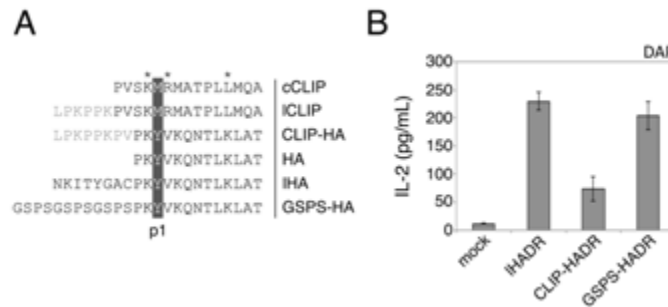 A
* * *
PVSKMRMATPLLMQA cCLIP
LPKPPKPVSKMRMATPLLMQA lCLIP
LPKPPKPVPKYVKQNTLKLAT CLIP-HA
PKYVKQNTLKLAT HA
NKITYGACPKYVKQNTLKLAT lHA
GSPSGSPSGSPSPKYVKQNTLKLAT GSPS-HA
p1
B
DAI
IL-2 (pg/mL)
300
250
200
150
100
50
0
mock
lHADR
CLIP-HADR
GSPS-HADR